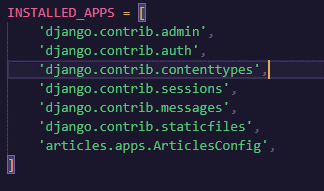 INSTALLED_APPS = [
    'django.contrib.admin',
    'django.contrib.auth',
    'django.contrib.contenttypes',
    'django.contrib.sessions',
    'django.contrib.messages',
    'django.contrib.staticfiles',
    'articles.apps.ArticlesConfig',
]